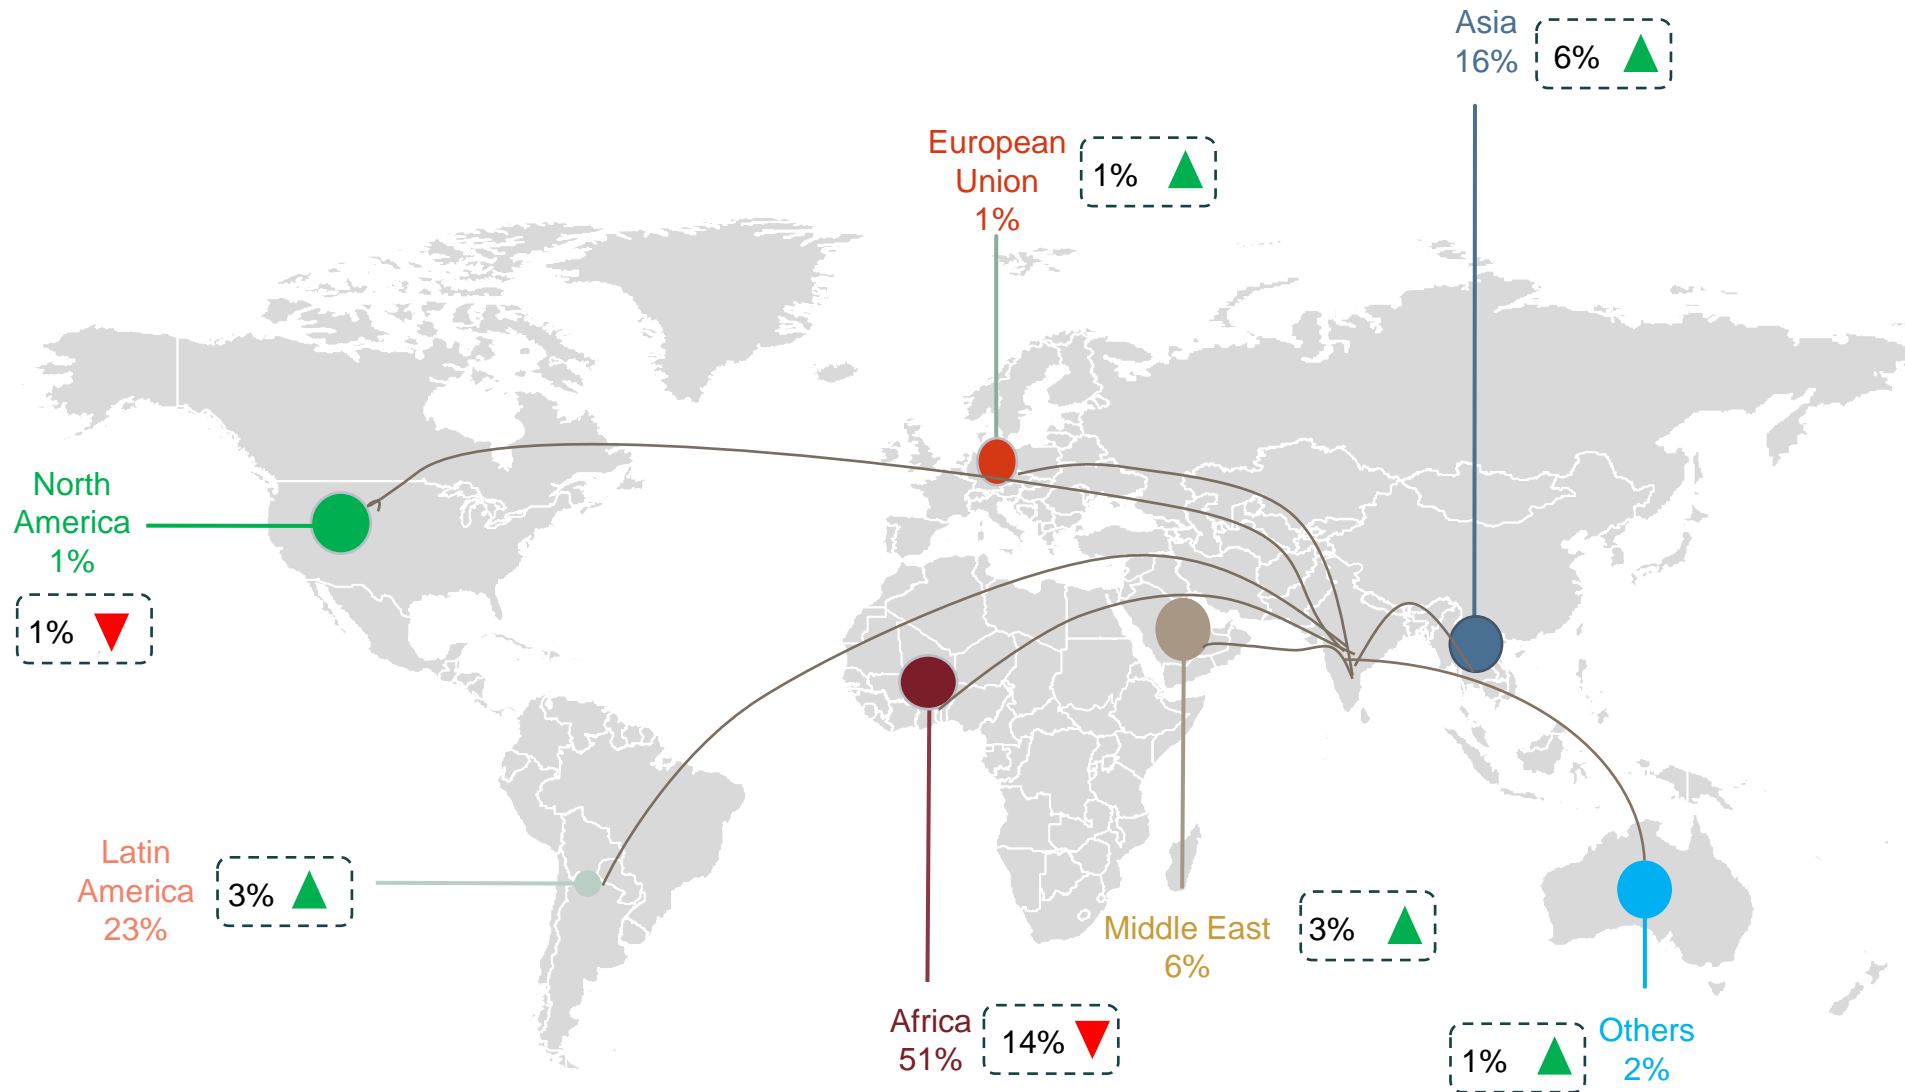 Asia
16%
6%
European
Union
1%
1%
North
America
1%
1%
Latin
America
23%
3%
Middle East
6%
3%
Africa
51%
14%
Others
2%
1%